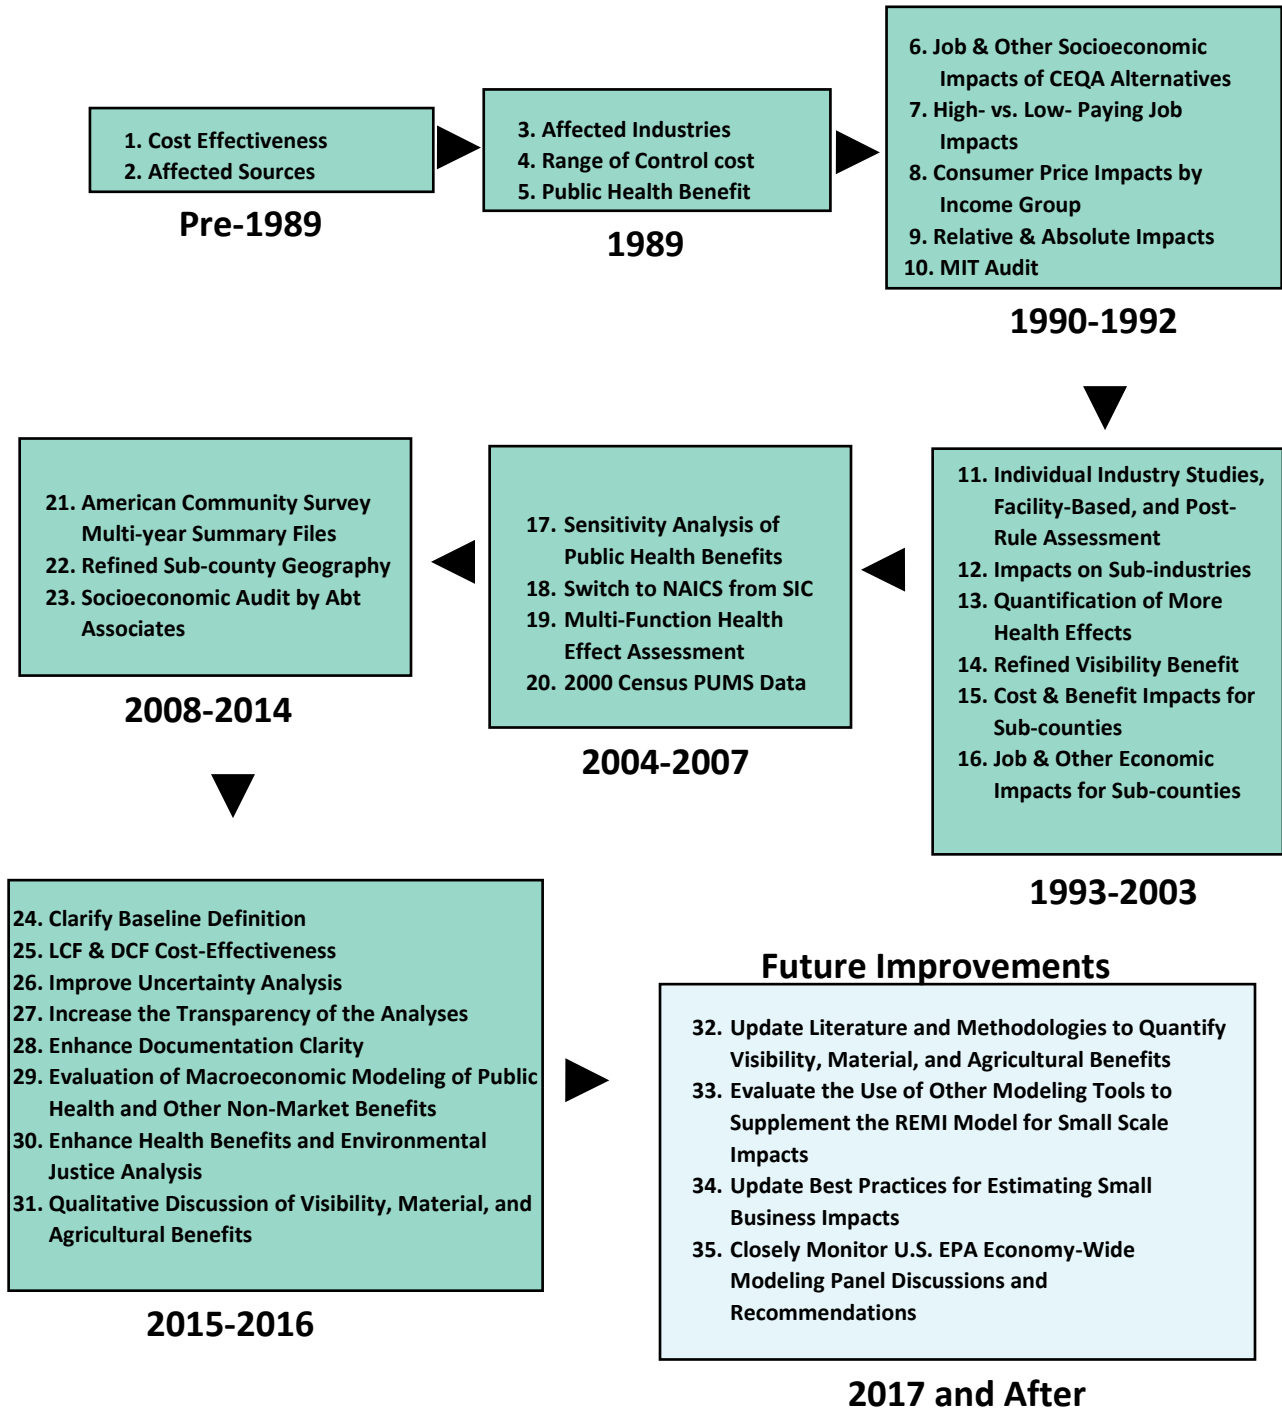 1. Cost Effectiveness
2. Affected Sources
Pre-1989
3. Affected Industries
4. Range of Control cost
5. Public Health Benefit
1989
6. Job & Other Socioeconomic
Impacts of CEQA Alternatives
7. High- vs. Low- Paying Job
Impacts
8. Consumer Price Impacts by
Income Group
9. Relative & Absolute Impacts
10. MIT Audit
1990-1992
11. Individual Industry Studies,
Facility-Based, and Post-
Rule Assessment
12. Impacts on Sub-industries
13. Quantification of More
Health Effects
14. Refined Visibility Benefit
15. Cost & Benefit Impacts for
Sub-counties
16. Job & Other Economic
Impacts for Sub-counties
1993-2003
17. Sensitivity Analysis of
Public Health Benefits
18. Switch to NAICS from SIC
19. Multi-Function Health
Effect Assessment
20. 2000 Census PUMS Data
2004-2007
21. American Community Survey
Multi-year Summary Files
22. Refined Sub-county Geography
23. Socioeconomic Audit by Abt
Associates
2008-2014
24. Clarify Baseline Definition
25. LCF & DCF Cost-Effectiveness
26. Improve Uncertainty Analysis
27. Increase the Transparency of the Analyses
28. Enhance Documentation Clarity
29. Evaluation of Macroeconomic Modeling of Public
Health and Other Non-Market Benefits
30. Enhance Health Benefits and Environmental
Justice Analysis
31. Qualitative Discussion of Visibility, Material, and
Agricultural Benefits
2015-2016
Future Improvements
32. Update Literature and Methodologies to Quantify
Visibility, Material, and Agricultural Benefits
33. Evaluate the Use of Other Modeling Tools to
Supplement the REMI Model for Small Scale
Impacts
34. Update Best Practices for Estimating Small
Business Impacts
35. Closely Monitor U.S. EPA Economy-Wide
Modeling Panel Discussions and
Recommendations
2017 and After